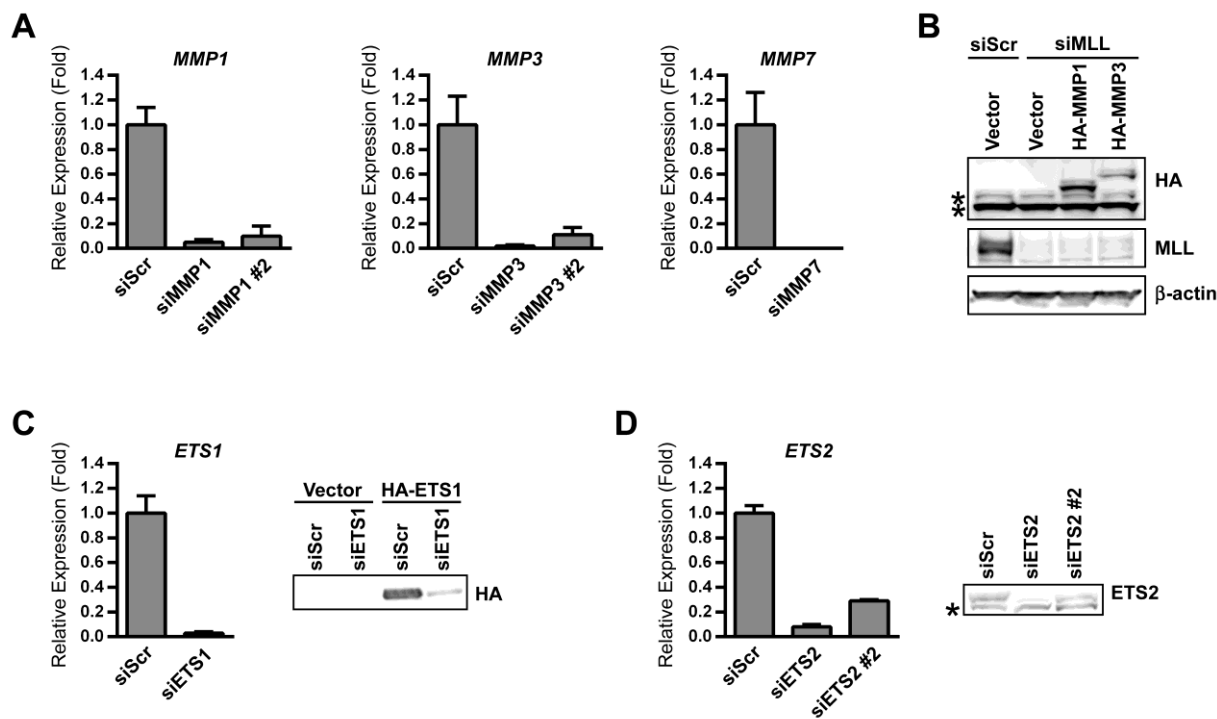 A
MMP1
Relative Expression (Fold)
1.4
1.2
1.0
0.8
0.6
0.4
0.2
0.0
siScr
siMMP1
siMMP1 #2
MMP3
Relative Expression (Fold)
1.4
1.2
1.0
0.8
0.6
0.4
0.2
0.0
siScr
siMMP3
siMMP3 #2
MMP7
Relative Expression (Fold)
1.4
1.2
1.0
0.8
0.6
0.4
0.2
0.0
siScr
siMMP7
B
siScr siMLL
Vector
Vector
HA-MMP1
HA-MMP3
HA
*
*
MLL
β-actin
C
ETS1
Relative Expression (Fold)
1.4
1.2
1.0
0.8
0.6
0.4
0.2
0.0
siScr
siETS1
Vector HA-ETS1
siScr
siETS1
siScr
siETS1
HA
D
ETS2
Relative Expression (Fold)
1.4
1.2
1.0
0.8
0.6
0.4
0.2
0.0
siScr
siETS2
siETS2 #2
siScr
siETS2
siETS2 #2
ETS2
*